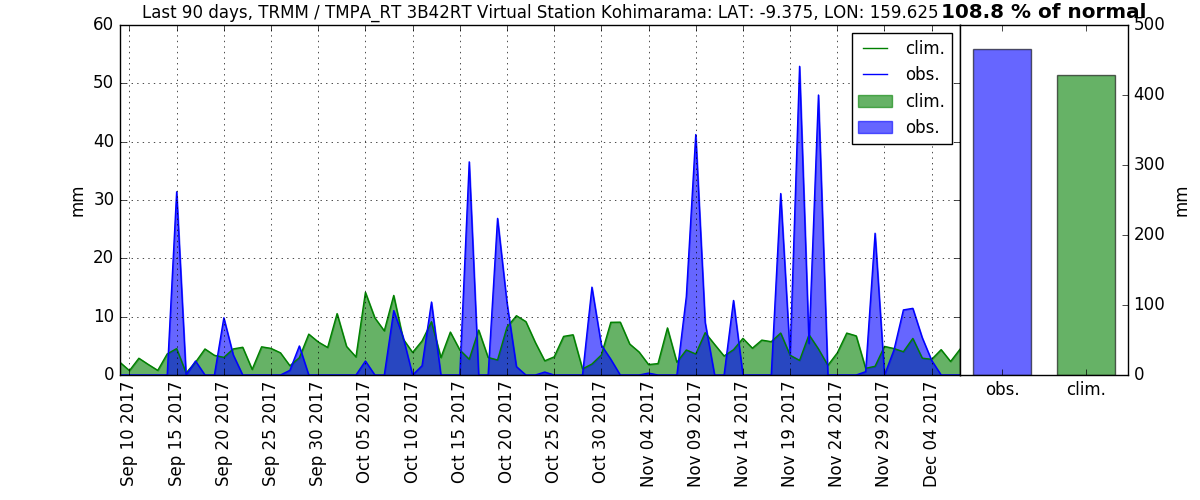 Last 90 days, TRMM / TMPA_RT 3B42RT Virtual Station Kohimarama: LAT: -9.375, LON: 159.625
108.8 % of normal
60
50
40
30
20
10
0
mm
clim.
obs.
clim.
obs.
Sep 10 2017
Sep 15 2017
Sep 20 2017
Sep 25 2017
Sep 30 2017
Oct 05 2017
Oct 10 2017
Oct 15 2017
Oct 20 2017
Oct 25 2017
Oct 30 2017
Nov 04 2017
Nov 09 2017
Nov 14 2017
Nov 19 2017
Nov 24 2017
Nov 29 2017
Dec 04 2017
500
400
300
200
100
0
mm
obs.
clim.